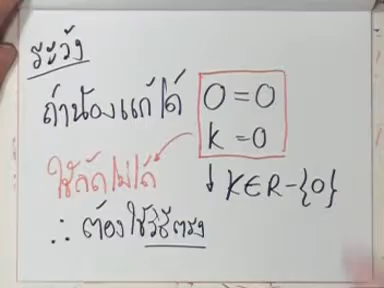 ระวัง
ถ้าน้องแก้ได้ 0 = 0
k = 0
ใช้ลัดไม่ได้ ↓ k ∈ R - {0}
∴ ต้องใช้วิธีตรง